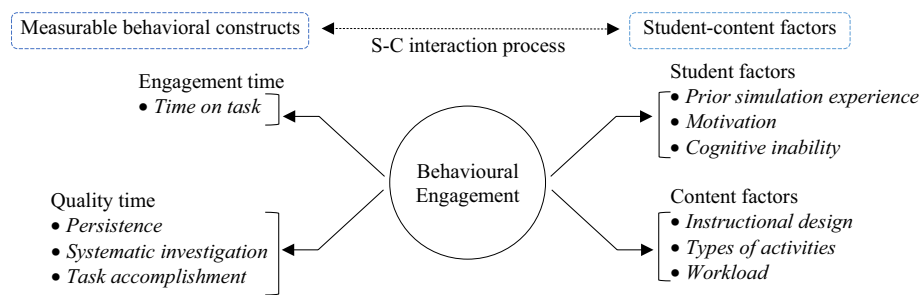 Measurable behavioral constructs
S-C interaction process
Student-content factors
Engagement time
• Time on task
Quality time
• Persistence
• Systematic investigation
• Task accomplishment
Behavioural
Engagement
Student factors
• Prior simulation experience
• Motivation
• Cognitive inability
Content factors
• Instructional design
• Types of activities
• Workload